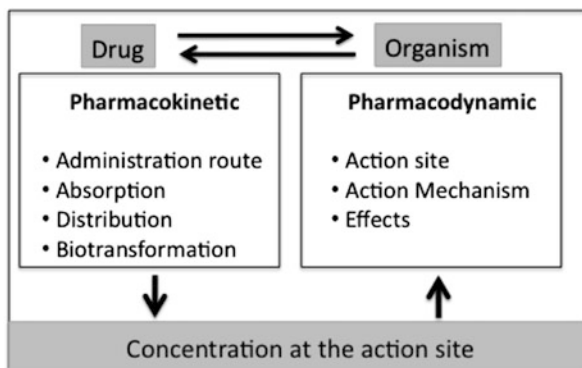 Drug
Organism
Pharmacokinetic
• Administration route
• Absorption
• Distribution
• Biotransformation
Pharmacodynamic
• Action site
• Action Mechanism
• Effects
Concentration at the action site